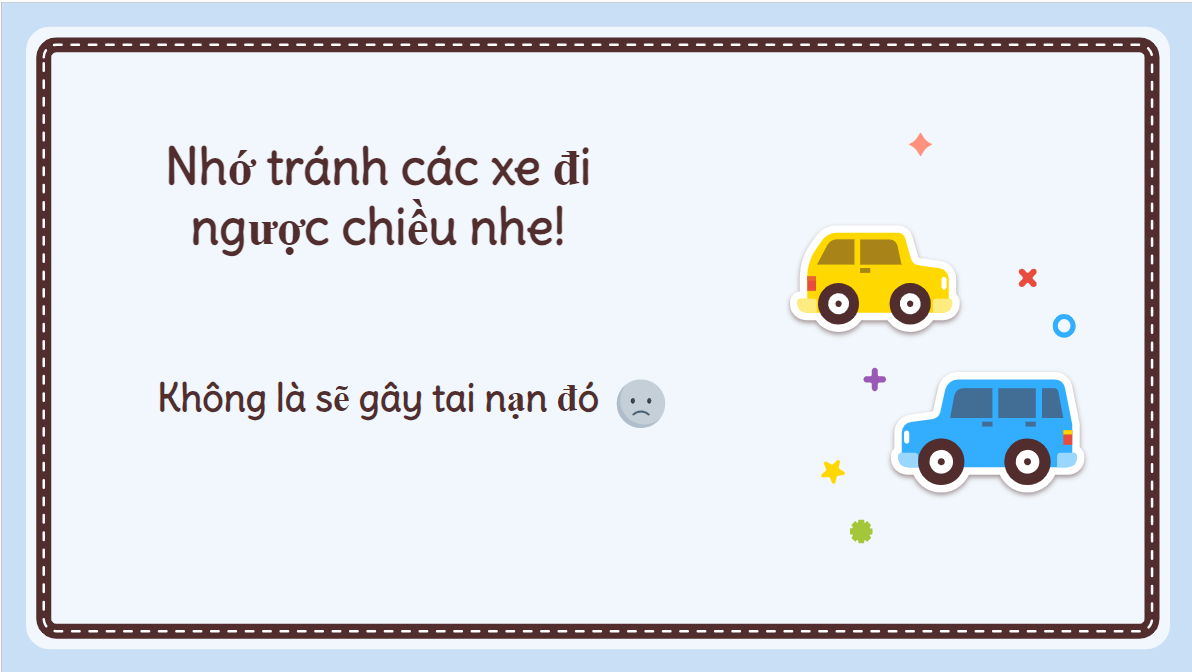 Nhớ tránh các xe đi
ngược chiều nhe!
Không là sẽ gây tai nạn đó